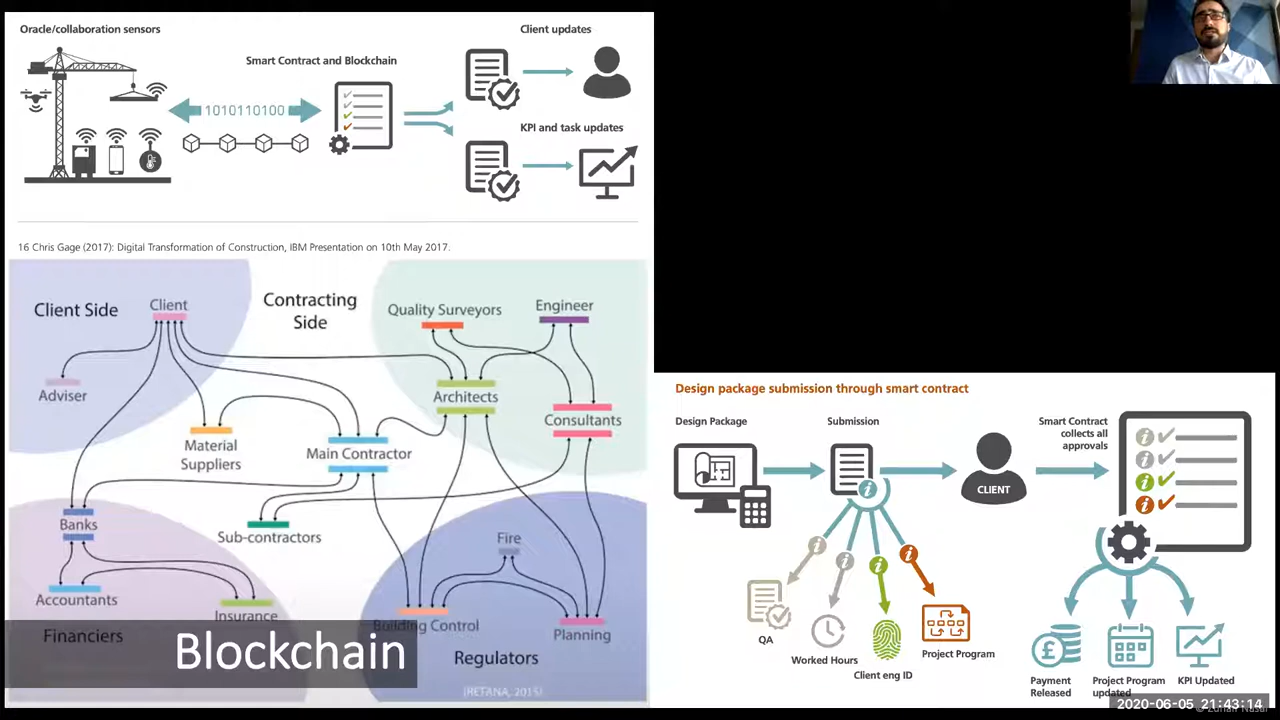 Oracle/collaboration sensors
Client updates
Smart Contract and Blockchain
1010110100
KPI and task updates
16 Chris Gage (2017): Digital Transformation of Construction, IBM Presentation on 10th May 2017.
Client Side
Client
Contracting
Side
Quality Surveyors
Engineer
Adviser
Architects
Consultants
Material
Suppliers
Main Contractor
Banks
Sub-contractors
Fire
Accountants
Insurance
Building Control
Planning
Financiers
Regulators
Blockchain
(RETANA, 2015)
Design package submission through smart contract
Design Package
Submission
Smart Contract
collects all
approvals
CLIENT
i
i
i
i
i
i
i
i
i
QA
Worked Hours
Client eng ID
Project Program
£
Payment
Released
Project Program
updated
KPI Updated
2020-06-05 21:43:14